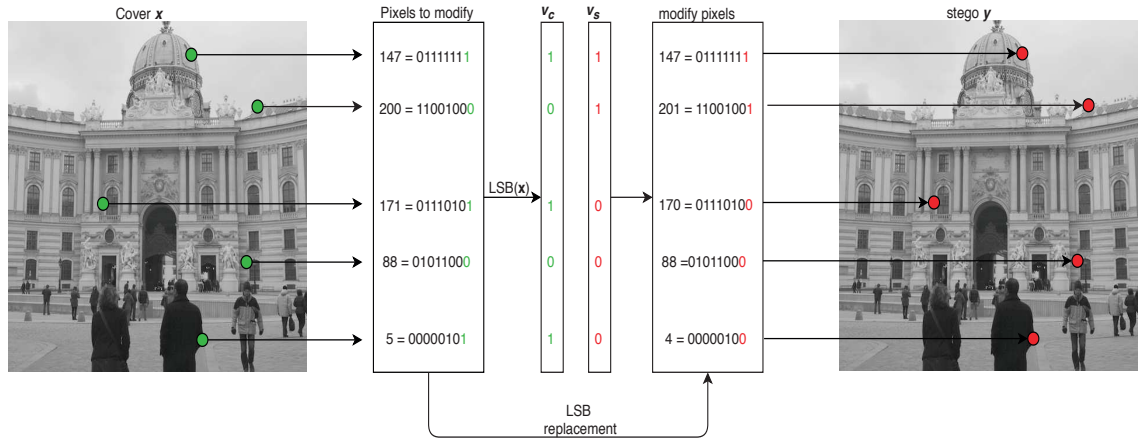 Cover x
Pixels to modify
v_c
v_s
modify pixels
stego y
147 = 01111111
1
1
147 = 01111111
200 = 11001000
0
1
201 = 11001001
LSB(x)
171 = 01110101
1
0
170 = 01110100
88 = 01011000
0
0
88 =01011000
5 = 00000101
1
0
4 = 00000100
LSB
replacement